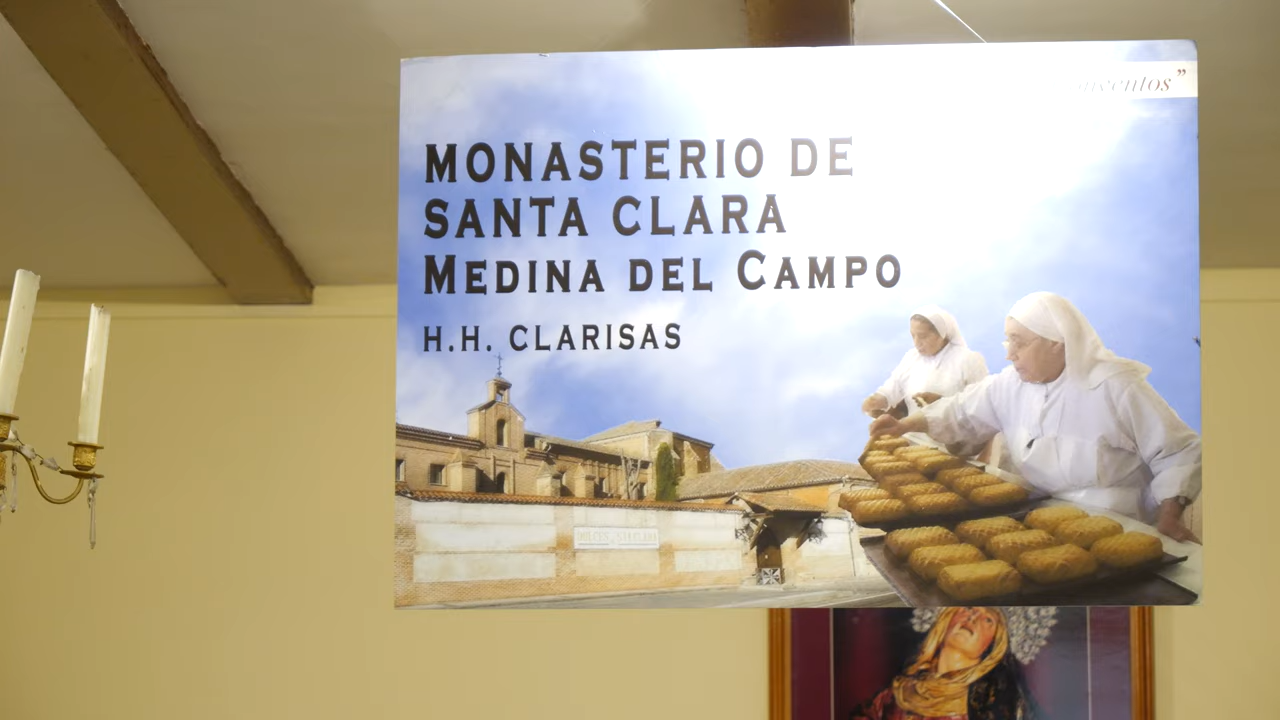 MONASTERIO DE
SANTA CLARA
MEDINA DEL CAMPO
H.H. CLARISAS